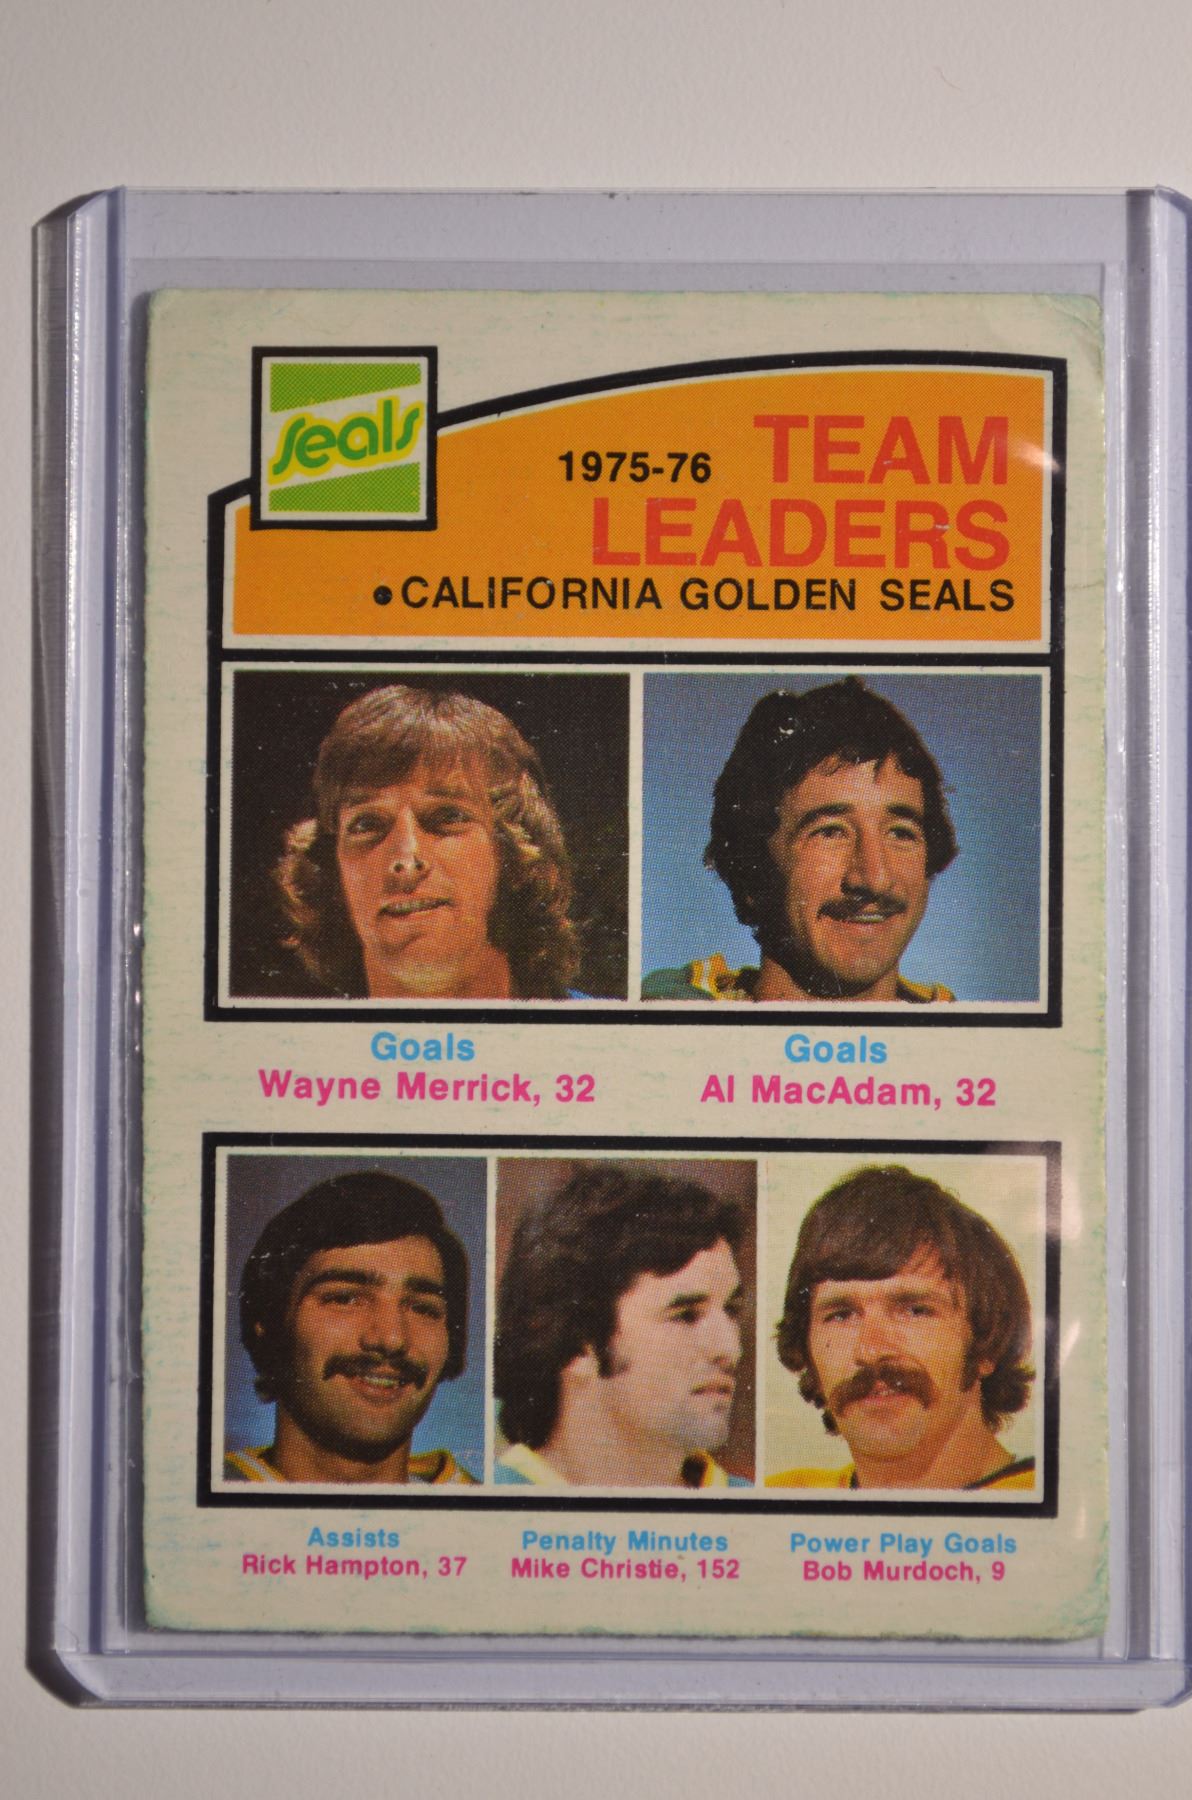 Seals
1975-76 TEAM
LEADERS
•CALIFORNIA GOLDEN SEALS
Goals
Wayne Merrick, 32
Goals
Al MacAdam, 32
Assists
Rick Hampton, 37
Penalty Minutes
Mike Christie, 152
Power Play Goals
Bob Murdoch, 9